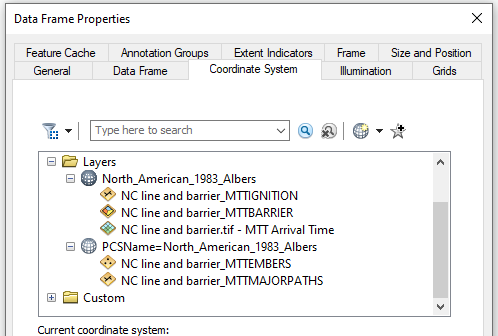 Data Frame Properties
Feature Cache Annotation Groups Extent Indicators Frame Size and Position
General Data Frame Coordinate System Illumination Grids
Type here to search
Layers
North_American_1983_Albers
NC line and barrier_MTTIGNITION
NC line and barrier_MTTBARRIER
NC line and barrier.tif - MTT Arrival Time
PCSName=North_American_1983_Albers
NC line and barrier_MTTEMBERS
NC line and barrier_MTTMAJORPATHS
Custom
Current coordinate system: